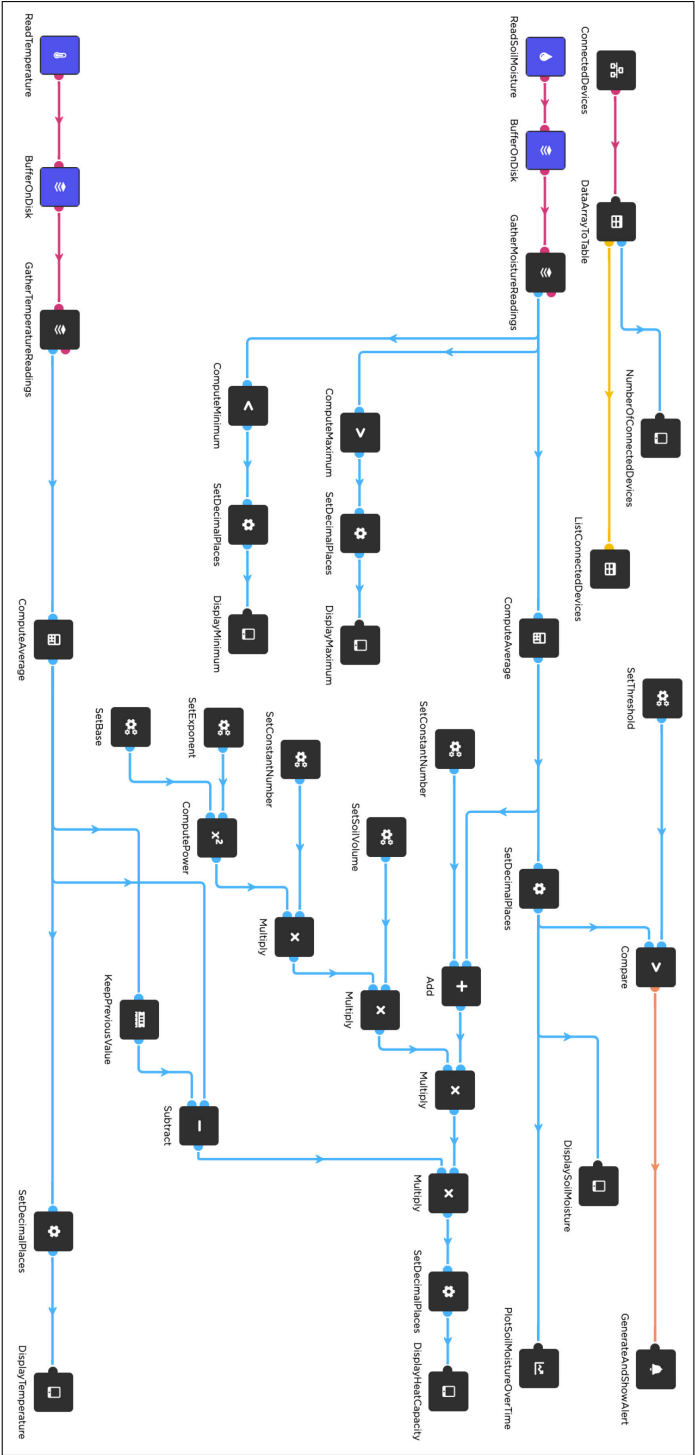 SetThreshold
Compare
GenerateAndShowAlert
NumberOfConnectedDevices
ConnectedDevices
DataArrayToTable
ListConnectedDevices
DisplaySoilMoisture
ReadSoilMoisture
BufferOnDisk
GatherMoistureReadings
ComputeAverage
SetDecimalPlaces
PlotSoilMoistureOverTime
SetConstantNumber
Add
Multiply
Multiply
SetDecimalPlaces
DisplayHeatCapacity
SetSoilVolume
Multiply
ComputeMaximum
SetDecimalPlaces
DisplayMaximum
SetConstantNumber
Multiply
ComputeMinimum
SetDecimalPlaces
DisplayMinimum
SetExponent
x²
ComputePower
Subtract
SetBase
KeepPreviousValue
ReadTemperature
BufferOnDisk
GatherTemperatureReadings
ComputeAverage
SetDecimalPlaces
DisplayTemperature